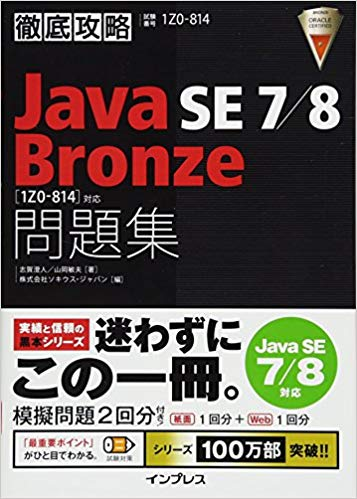 徹底攻略
試験番号 1Z0-814
BRONZE
ORACLE
CERTIFIED
Java SE 7/8
Bronze
[1Z0-814]対応
問題集
志賀澄人/山岡敏夫[著]
株式会社ソキウス・ジャパン[編]
実績と信頼の
黒本シリーズ
迷わずに
この一冊。
Java SE
7/8
対応
模擬問題2回分付き! 紙面 1回分+Web 1回分
「最重要ポイント」
がひと目でわかる。
試験対策
シリーズ100万部突破!!
インプレス